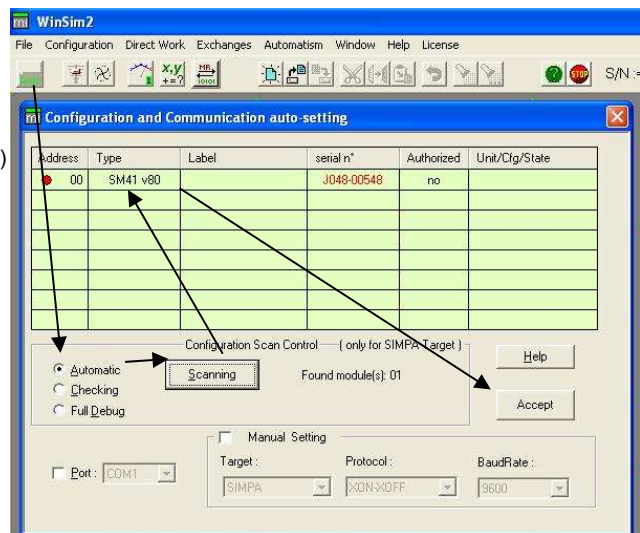 WinSim2
File Configuration Direct Work Exchanges Automatism Window Help License
x,y +=? MR 10101 STOP S/N :=
Configuration and Communication auto-setting
)
Address Type Label serial n° Authorized Unit/Cfg/State
00 SM41 v80 J048-00548 no
Configuration Scan Control ( only for SIMPA Target )
Automatic Scanning Found module(s): 01 Help
Checking
Full Debug Accept
Manual Setting
Target : Protocol : BaudRate :
Port : COM1 SIMPA XON-XOFF 9600